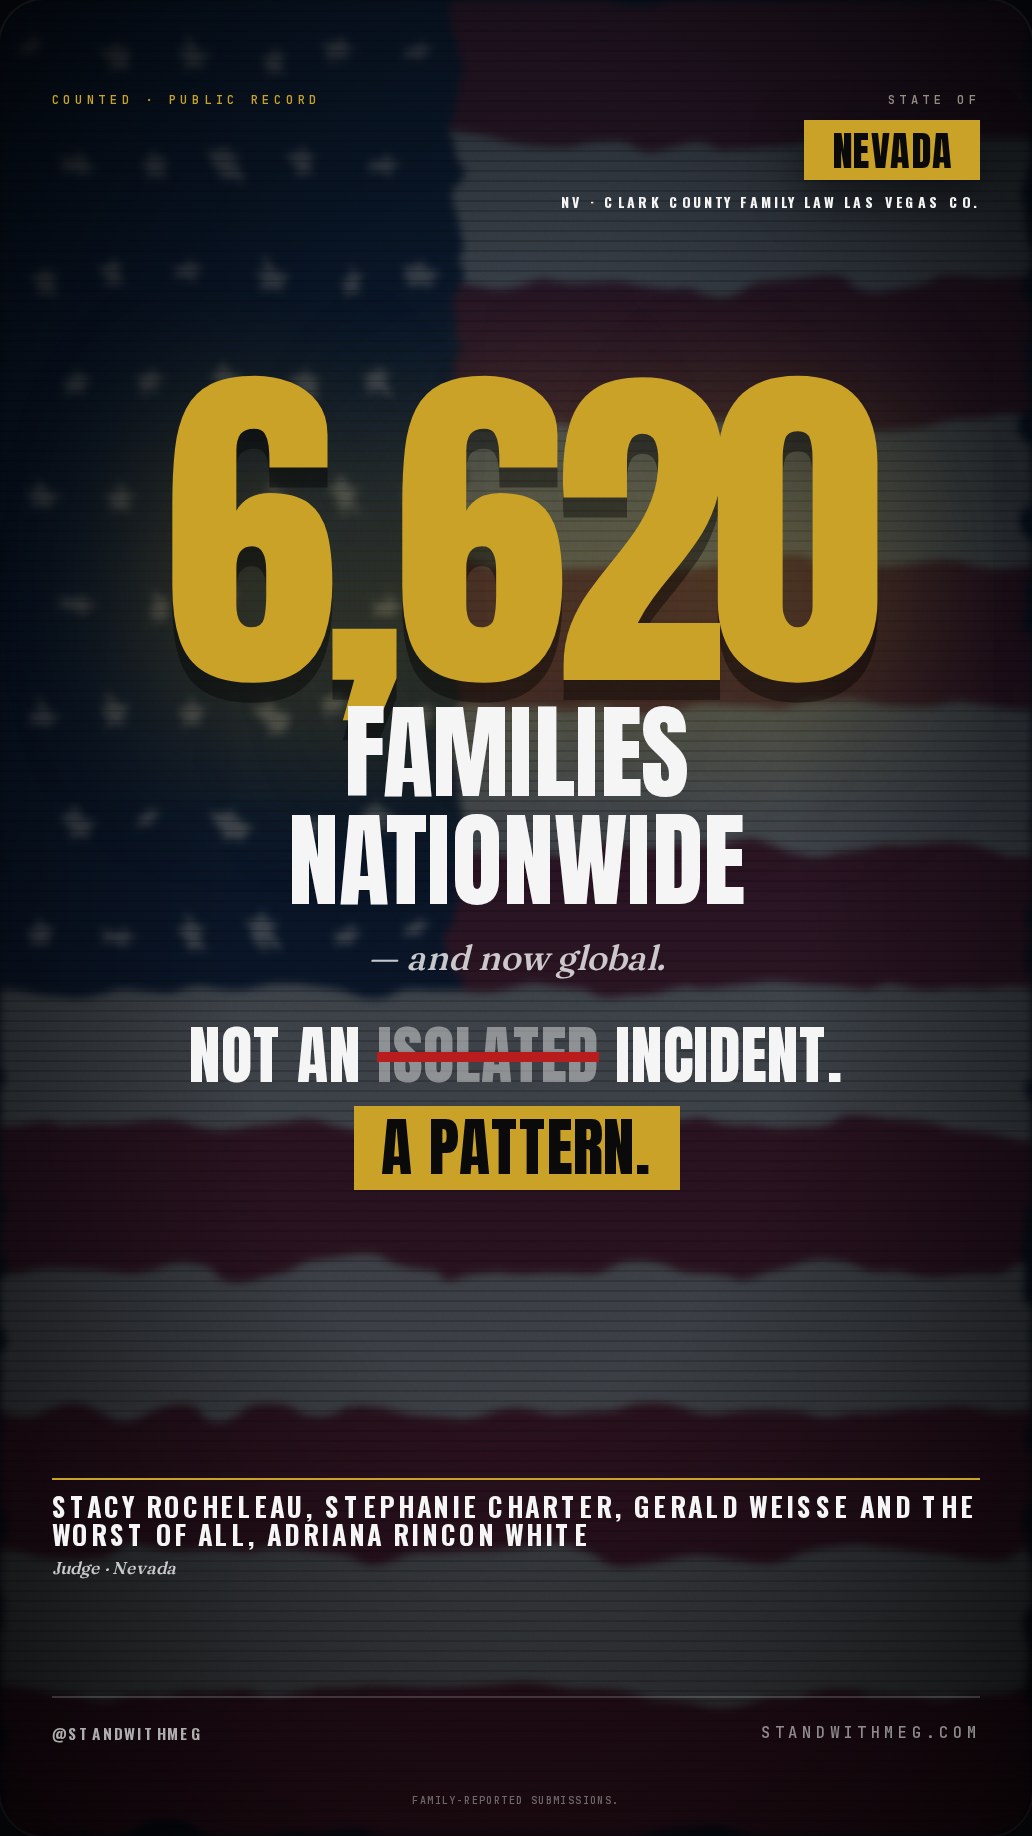 COUNTED · PUBLIC RECORD
STATE OF
NEVADA
NV · CLARK COUNTY FAMILY LAW LAS VEGAS CO.
6,620
FAMILIES
NATIONWIDE
— and now global.
NOT AN ISOLATED INCIDENT.
A PATTERN.
STACY ROCHELEAU, STEPHANIE CHARTER, GERALD WEISSE AND THE
WORST OF ALL, ADRIANA RINCON WHITE
Judge · Nevada
@STANDWITHMEG
STANDWITHMEG.COM
FAMILY-REPORTED SUBMISSIONS.